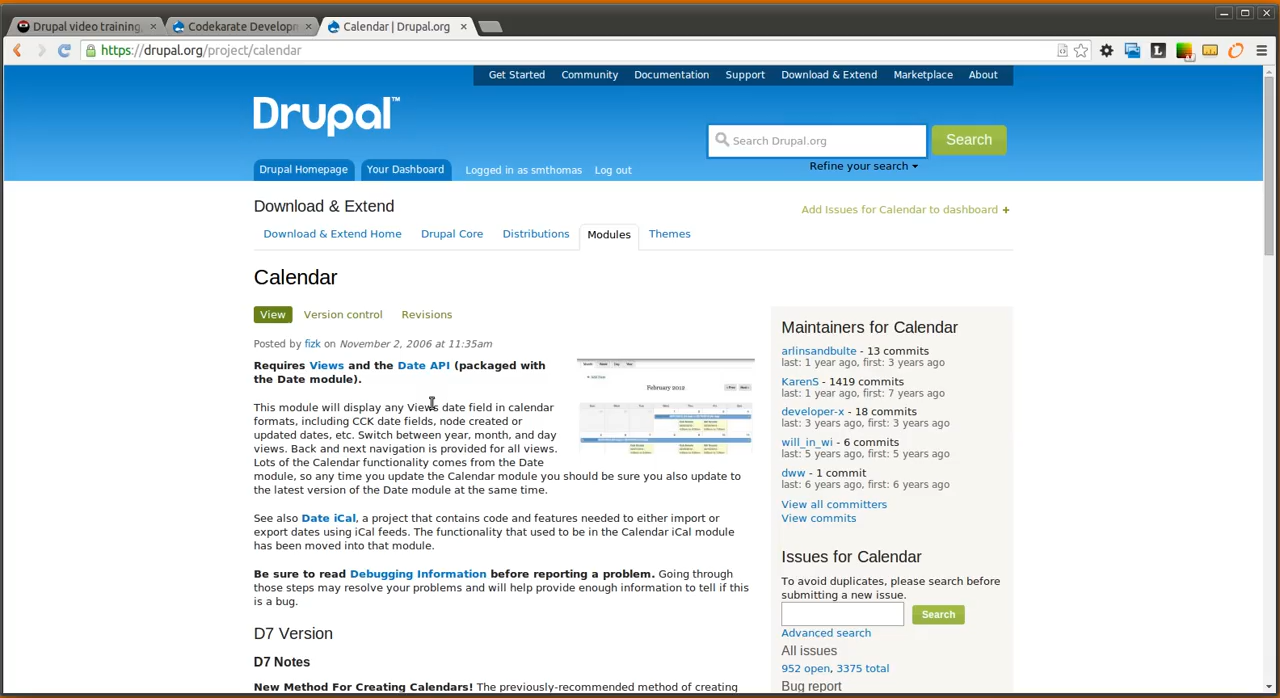 Drupal video training,
Codekarate Developm
Calendar | Drupal.org
https://drupal.org/project/calendar
Get Started Community Documentation Support Download & Extend Marketplace About
Drupal™
Search Drupal.org
Search
Refine your search
Drupal Homepage Your Dashboard Logged in as smthomas Log out
Download & Extend
Add Issues for Calendar to dashboard +
Download & Extend Home Drupal Core Distributions Modules Themes
Calendar
View Version control Revisions
Posted by fizk on November 2, 2006 at 11:35am
Requires Views and the Date API (packaged with
the Date module).
This module will display any Views date field in calendar
formats, including CCK date fields, node created or
updated dates, etc. Switch between year, month, and day
views. Back and next navigation is provided for all views.
Lots of the Calendar functionality comes from the Date
module, so any time you update the Calendar module you should be sure you also update to
the latest version of the Date module at the same time.
February 2012
See also Date iCal, a project that contains code and features needed to either import or
export dates using iCal feeds. The functionality that used to be in the Calendar iCal module
has been moved into that module.
Be sure to read Debugging Information before reporting a problem. Going through
those steps may resolve your problems and will help provide enough information to tell if this
is a bug.
D7 Version
D7 Notes
New Method For Creating Calendars! The previously-recommended method of creating
Maintainers for Calendar
arlinsandbulte - 13 commits
last: 1 year ago, first: 3 years ago
KarenS - 1419 commits
last: 1 year ago, first: 7 years ago
developer-x - 18 commits
last: 3 years ago, first: 3 years ago
will_in_wi - 6 commits
last: 5 years ago, first: 5 years ago
dww - 1 commit
last: 6 years ago, first: 6 years ago
View all committers
View commits
Issues for Calendar
To avoid duplicates, please search before
submitting a new issue.
Search
Advanced search
All issues
952 open, 3375 total
Bug report